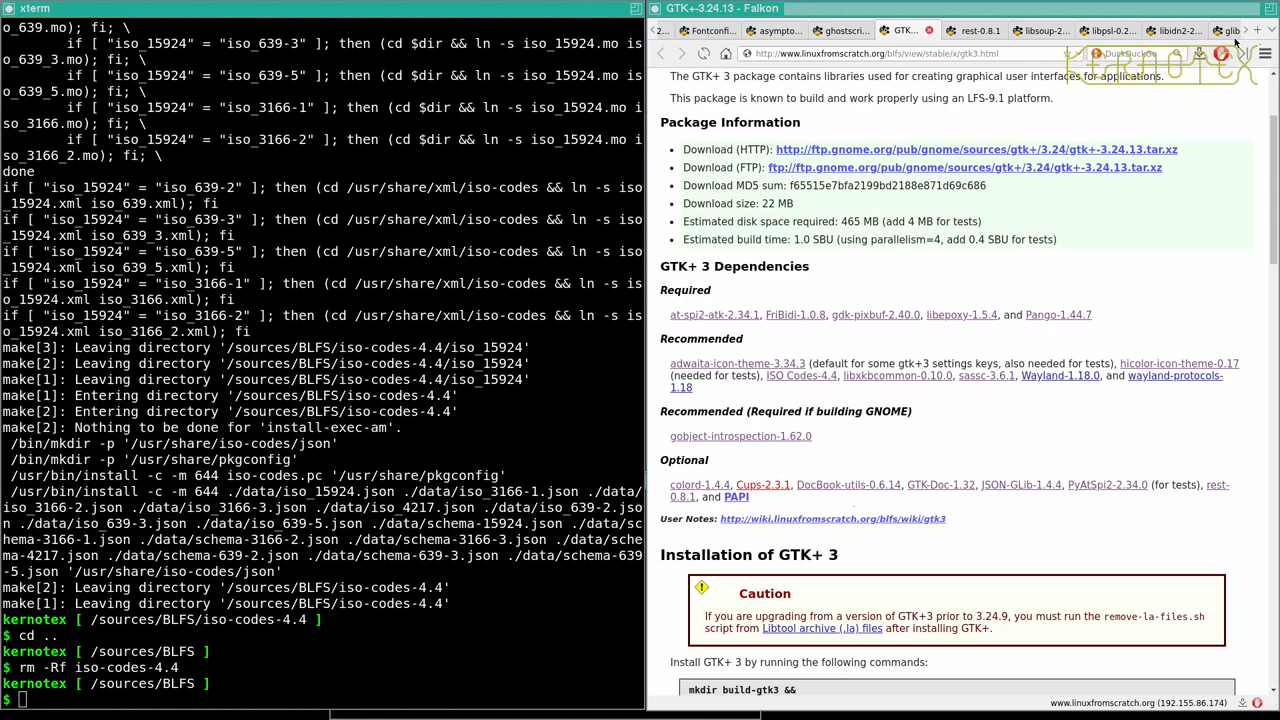 xterm
o_639.mo); fi; \
if [ "iso_15924" = "iso_639-3" ]; then (cd $dir && ln -s iso_15924.mo is
o_639_3.mo); fi; \
if [ "iso_15924" = "iso_639-5" ]; then (cd $dir && ln -s iso_15924.mo is
o_639_5.mo); fi; \
if [ "iso_15924" = "iso_3166-1" ]; then (cd $dir && ln -s iso_15924.mo i
so_3166.mo); fi; \
if [ "iso_15924" = "iso_3166-2" ]; then (cd $dir && ln -s iso_15924.mo i
so_3166_2.mo); fi; \
done
if [ "iso_15924" = "iso_639-2" ]; then (cd /usr/share/xml/iso-codes && ln -s iso
_15924.xml iso_639.xml); fi
if [ "iso_15924" = "iso_639-3" ]; then (cd /usr/share/xml/iso-codes && ln -s iso
_15924.xml iso_639_3.xml); fi
if [ "iso_15924" = "iso_639-5" ]; then (cd /usr/share/xml/iso-codes && ln -s iso
_15924.xml iso_639_5.xml); fi
if [ "iso_15924" = "iso_3166-1" ]; then (cd /usr/share/xml/iso-codes && ln -s is
o_15924.xml iso_3166.xml); fi
if [ "iso_15924" = "iso_3166-2" ]; then (cd /usr/share/xml/iso-codes && ln -s is
o_15924.xml iso_3166_2.xml); fi
make[3]: Leaving directory '/sources/BLFS/iso-codes-4.4/iso_15924'
make[2]: Leaving directory '/sources/BLFS/iso-codes-4.4/iso_15924'
make[1]: Leaving directory '/sources/BLFS/iso-codes-4.4/iso_15924'
make[1]: Entering directory '/sources/BLFS/iso-codes-4.4'
make[2]: Entering directory '/sources/BLFS/iso-codes-4.4'
make[2]: Nothing to be done for 'install-exec-am'.
/bin/mkdir -p '/usr/share/iso-codes/json'
/bin/mkdir -p '/usr/share/pkgconfig'
/usr/bin/install -c -m 644 iso-codes.pc '/usr/share/pkgconfig'
/usr/bin/install -c -m 644 ./data/iso_15924.json ./data/iso_3166-1.json ./data/
iso_3166-2.json ./data/iso_3166-3.json ./data/iso_4217.json ./data/iso_639-2.jso
n ./data/iso_639-3.json ./data/iso_639-5.json ./data/schema-15924.json ./data/sc
hema-3166-1.json ./data/schema-3166-2.json ./data/schema-3166-3.json ./data/sche
ma-4217.json ./data/schema-639-2.json ./data/schema-639-3.json ./data/schema-639
-5.json '/usr/share/iso-codes/json'
make[2]: Leaving directory '/sources/BLFS/iso-codes-4.4'
make[1]: Leaving directory '/sources/BLFS/iso-codes-4.4'
kernotex [ /sources/BLFS/iso-codes-4.4 ]
$ cd ..
kernotex [ /sources/BLFS ]
$ rm -Rf iso-codes-4.4
kernotex [ /sources/BLFS ]
$
GTK+-3.24.13 - Falkon
2... Fontconfi... asympto... ghostscri... GTK... rest-0.8.1 libsoup-2... libpsl-0.2... libidn2-2... glib
http://www.linuxfromscratch.org/blfs/view/stable/x/gtk3.html DuckDuckGo
KERNOTEX
The GTK+ 3 package contains libraries used for creating graphical user interfaces for applications.
This package is known to build and work properly using an LFS-9.1 platform.
Package Information
• Download (HTTP): http://ftp.gnome.org/pub/gnome/sources/gtk+/3.24/gtk+-3.24.13.tar.xz
• Download (FTP): ftp://ftp.gnome.org/pub/gnome/sources/gtk+/3.24/gtk+-3.24.13.tar.xz
• Download MD5 sum: f65515e7bfa2199bd2188e871d69c686
• Download size: 22 MB
• Estimated disk space required: 465 MB (add 4 MB for tests)
• Estimated build time: 1.0 SBU (using parallelism=4, add 0.4 SBU for tests)
GTK+ 3 Dependencies
Required
at-spi2-atk-2.34.1, FriBidi-1.0.8, gdk-pixbuf-2.40.0, libepoxy-1.5.4, and Pango-1.44.7
Recommended
adwaita-icon-theme-3.34.3 (default for some gtk+3 settings keys, also needed for tests), hicolor-icon-theme-0.17
(needed for tests), ISO Codes-4.4, libxkbcommon-0.10.0, sassc-3.6.1, Wayland-1.18.0, and wayland-protocols-
1.18
Recommended (Required if building GNOME)
gobject-introspection-1.62.0
Optional
colord-1.4.4, Cups-2.3.1, DocBook-utils-0.6.14, GTK-Doc-1.32, JSON-GLib-1.4.4, PyAtSpi2-2.34.0 (for tests), rest-
0.8.1, and PAPI
User Notes: http://wiki.linuxfromscratch.org/blfs/wiki/gtk3
Installation of GTK+ 3
Caution
If you are upgrading from a version of GTK+3 prior to 3.24.9, you must run the remove-la-files.sh
script from Libtool archive (.la) files after installing GTK+.
Install GTK+ 3 by running the following commands:
mkdir build-gtk3 &&
www.linuxfromscratch.org (192.155.86.174)